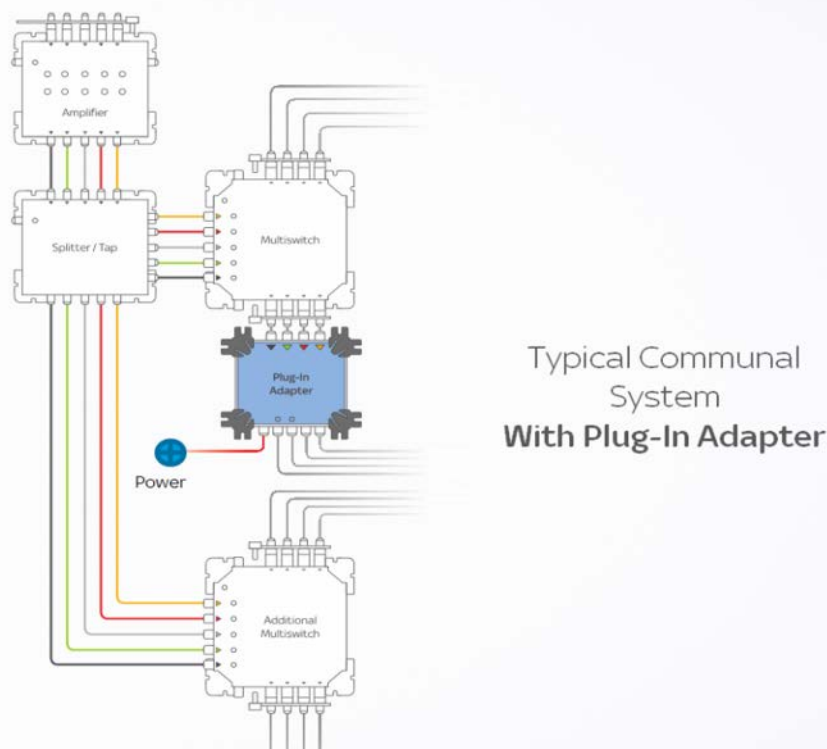 Amplifier
Splitter / Tap
Multiswitch
Plug-In
Adapter
Power
Additional
Multiswitch
Typical Communal
System
With Plug-In Adapter